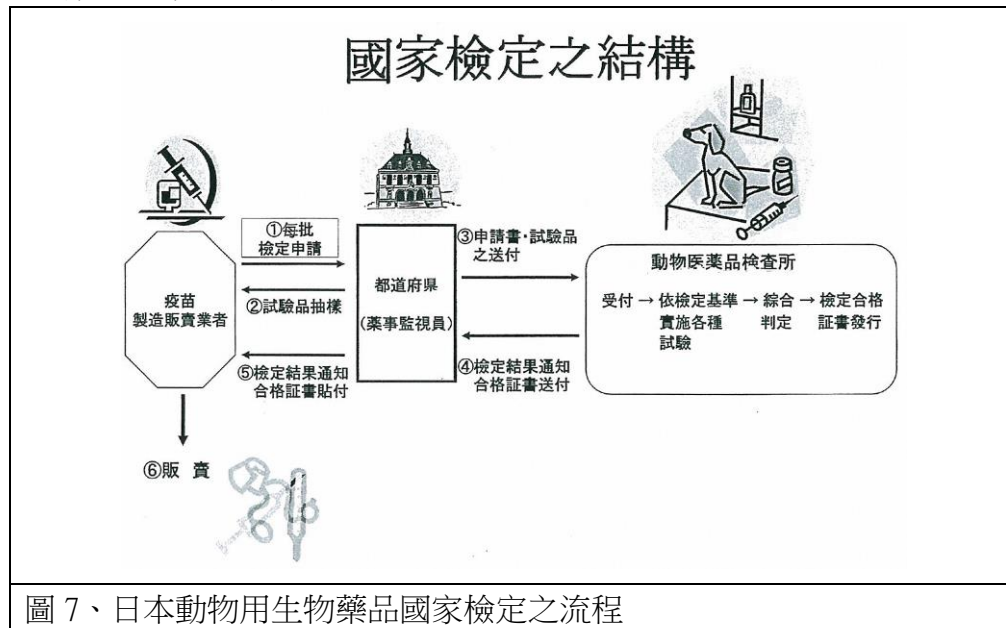 國家檢定之結構
①每批
檢定申請
③申請書･試驗品
之送付
動物医薬品検査所
疫苗
製造販賣業者
②試驗品抽樣
都道府県
(薬事監視員)
受付 → 依檢定基準 → 綜合 → 檢定合格
實施各種 判定 証書發行
試驗
⑤檢定結果通知
合格証書貼付
④檢定結果通知
合格証書送付
⑥販 賣
圖 7、日本動物用生物藥品國家檢定之流程